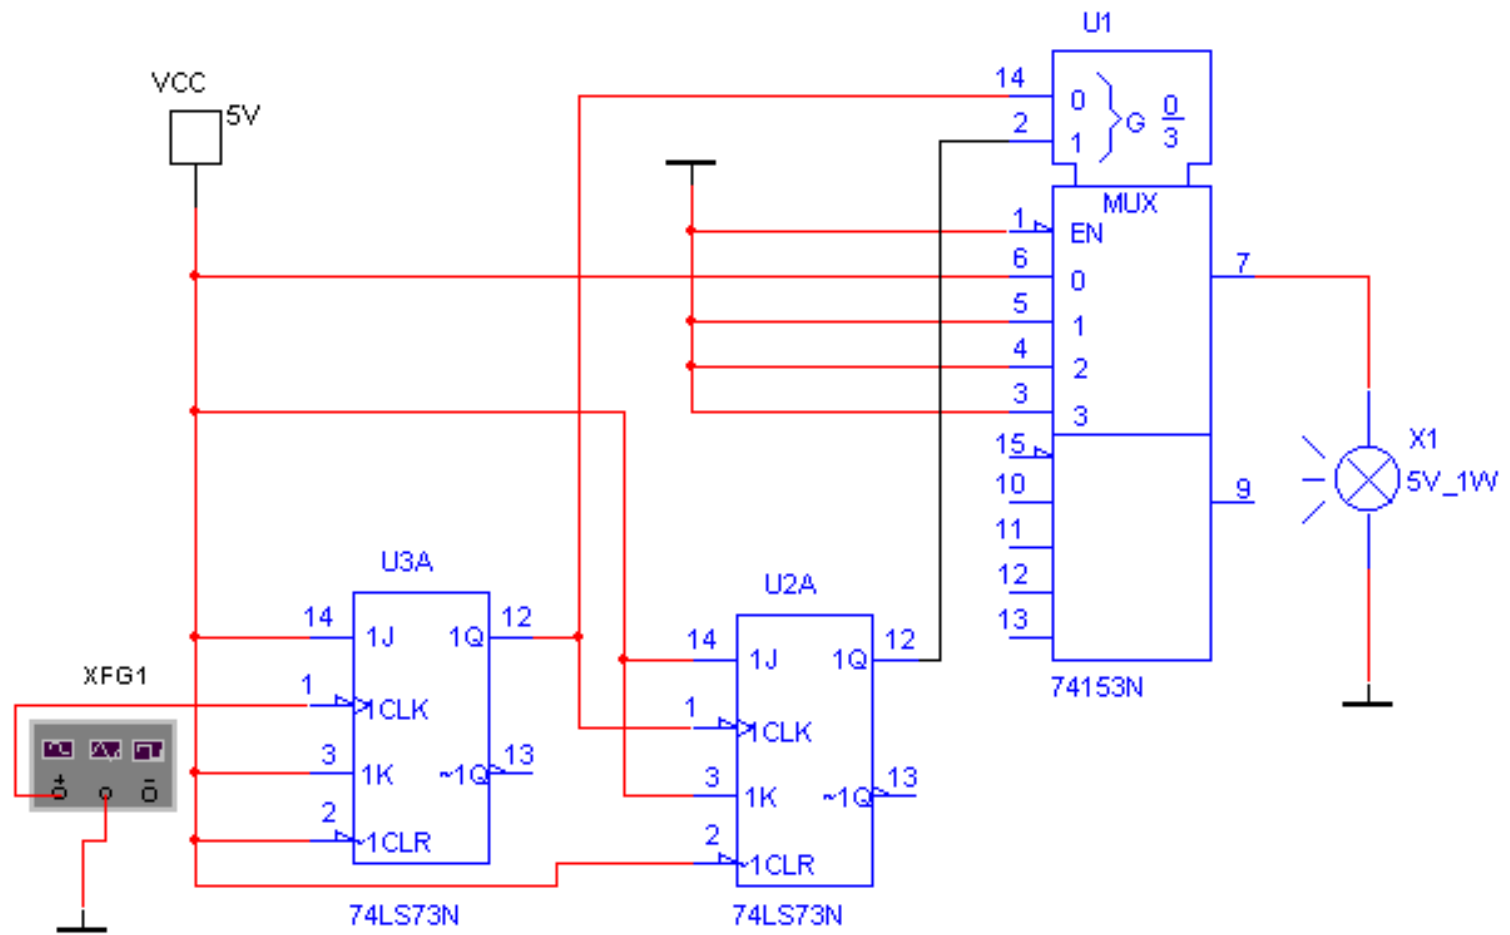 U1
VCC
5V
14
0
2
1
G
0
3
MUX
1
EN
6
0
7
5
1
4
2
3
3
15
X1
5V_1W
10
9
11
12
13
74153N
U3A
14
1J
1Q
12
XFG1
1
1CLK
3
1K
~1Q
13
2
1CLR
+
−
74LS73N
U2A
14
1J
1Q
12
1
1CLK
3
1K
~1Q
13
2
1CLR
74LS73N